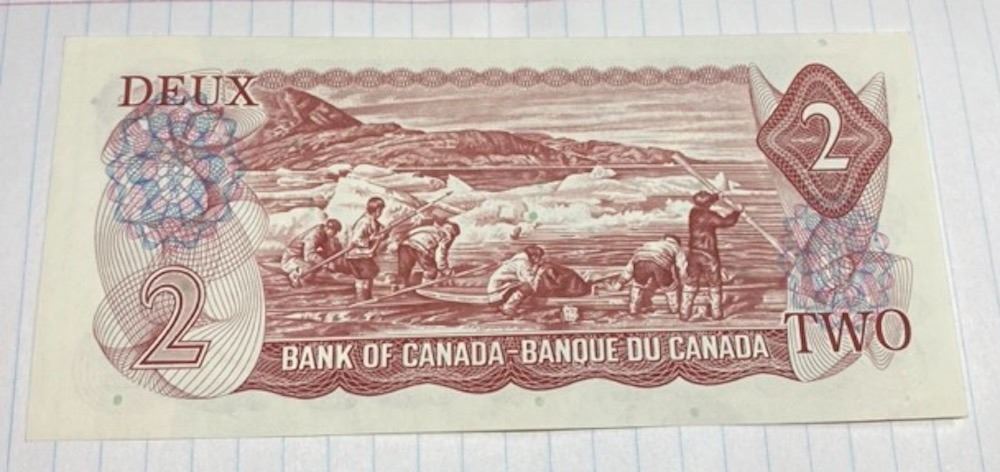 DEUX
2
2
BANK OF CANADA-BANQUE DU CANADA
TWO